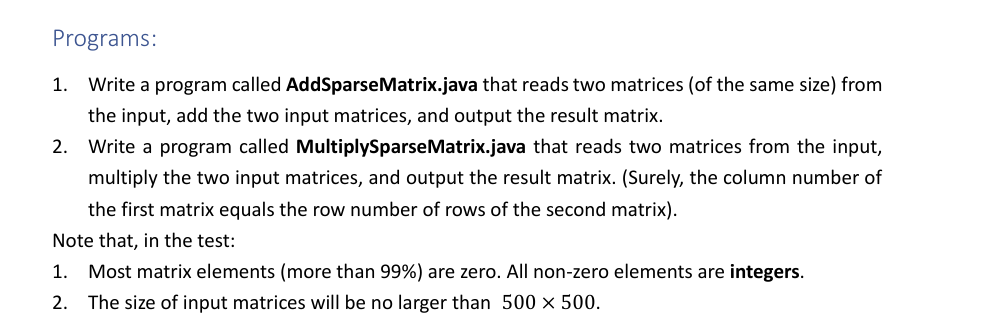 Programs:
1. Write a program called AddSparseMatrix.java that reads two matrices (of the same size) from
the input, add the two input matrices, and output the result matrix.
2. Write a program called MultiplySparseMatrix.java that reads two matrices from the input,
multiply the two input matrices, and output the result matrix. (Surely, the column number of
the first matrix equals the row number of rows of the second matrix).
Note that, in the test:
1. Most matrix elements (more than 99%) are zero. All non-zero elements are integers.
2. The size of input matrices will be no larger than 500 × 500.